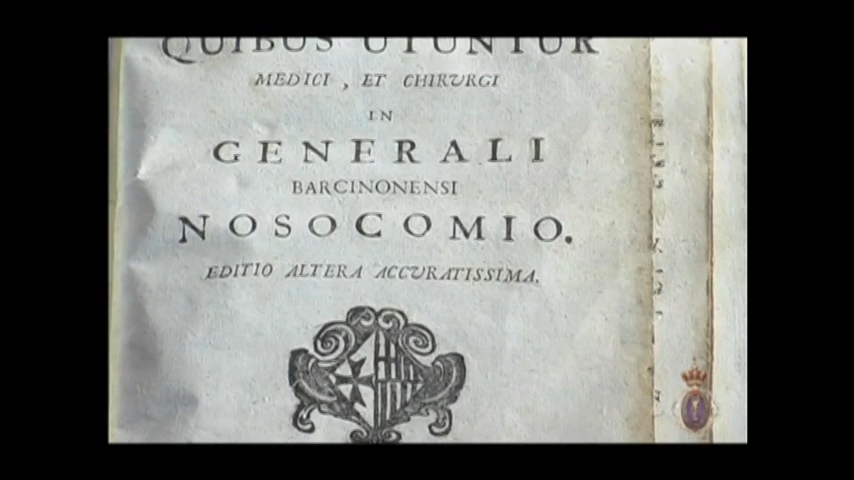 QUIBUS UTUNTUR
MEDICI, ET CHIRURGI
IN
GENERALI
BARCINONENSI
NOSOCOMIO.
EDITIO ALTERA ACCURATISSIMA.